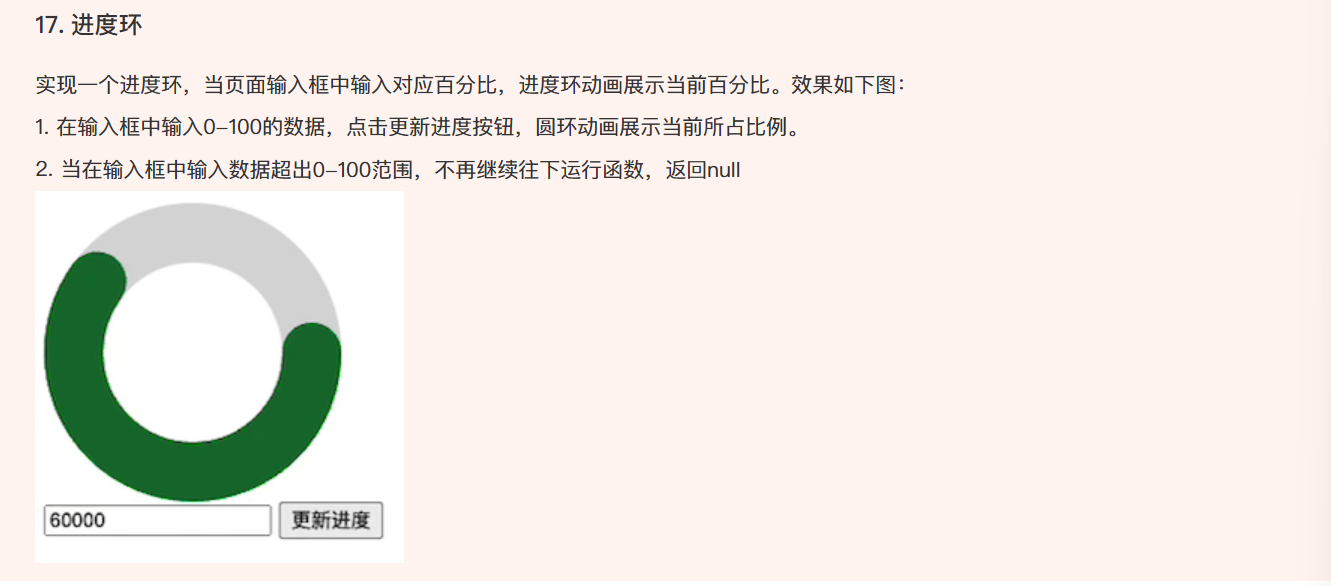 17. 进度环
实现一个进度环，当页面输入框中输入对应百分比，进度环动画展示当前百分比。效果如下图：
1. 在输入框中输入0–100的数据，点击更新进度按钮，圆环动画展示当前所占比例。
2. 当在输入框中输入数据超出0–100范围，不再继续往下运行函数，返回null
60000 更新进度